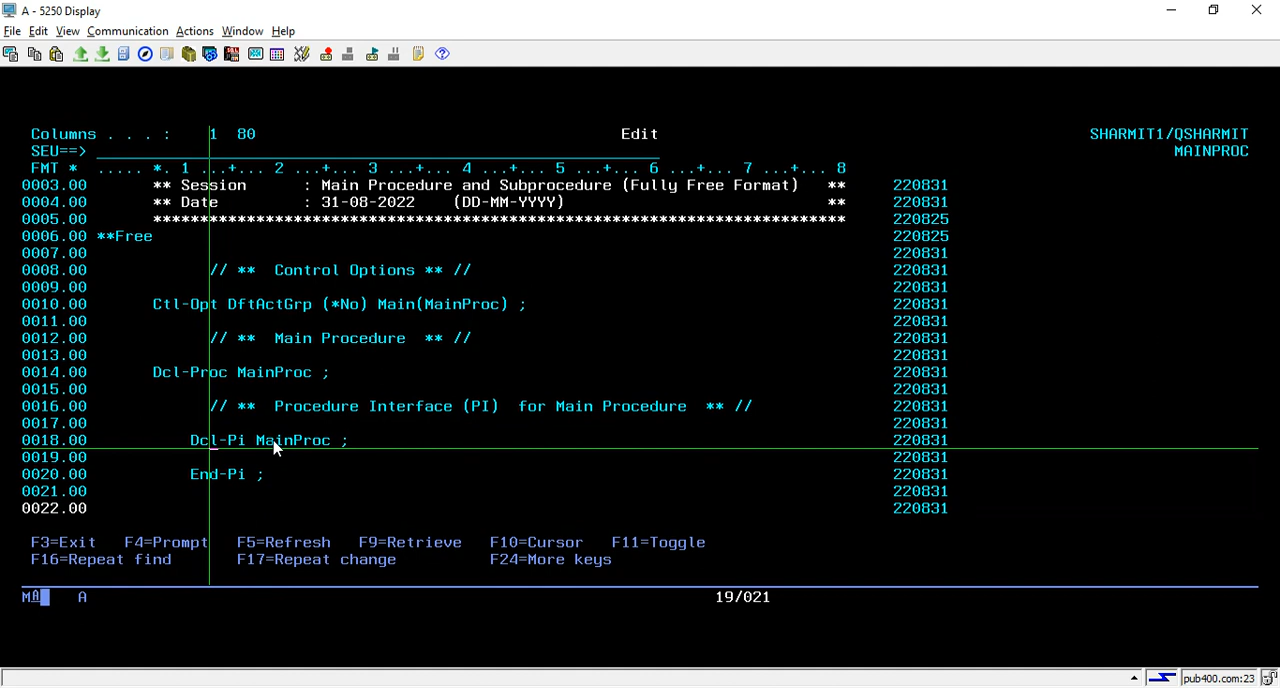 A - 5250 Display
File Edit View Communication Actions Window Help
Columns . . . : 1 80 Edit SHARMIT1/QSHARMIT
SEU==> MAINPROC
FMT * ..... *. 1 ...+... 2 ...+... 3 ...+... 4 ...+... 5 ...+... 6 ...+... 7 ...+... 8
0003.00 ** Session : Main Procedure and Subprocedure (Fully Free Format) ** 220831
0004.00 ** Date : 31-08-2022 (DD-MM-YYYY) ** 220831
0005.00 ************************************************************************** 220825
0006.00 **Free 220825
0007.00 220831
0008.00 // ** Control Options ** // 220831
0009.00 220831
0010.00 Ctl-Opt DftActGrp (*No) Main(MainProc) ; 220831
0011.00 220831
0012.00 // ** Main Procedure ** // 220831
0013.00 220831
0014.00 Dcl-Proc MainProc ; 220831
0015.00 220831
0016.00 // ** Procedure Interface (PI) for Main Procedure ** // 220831
0017.00 220831
0018.00 Dcl-Pi MainProc ; 220831
0019.00 220831
0020.00 End-Pi ; 220831
0021.00 220831
0022.00 220831
F3=Exit F4=Prompt F5=Refresh F9=Retrieve F10=Cursor F11=Toggle
F16=Repeat find F17=Repeat change F24=More keys
MA A 19/021
pub400.com:23